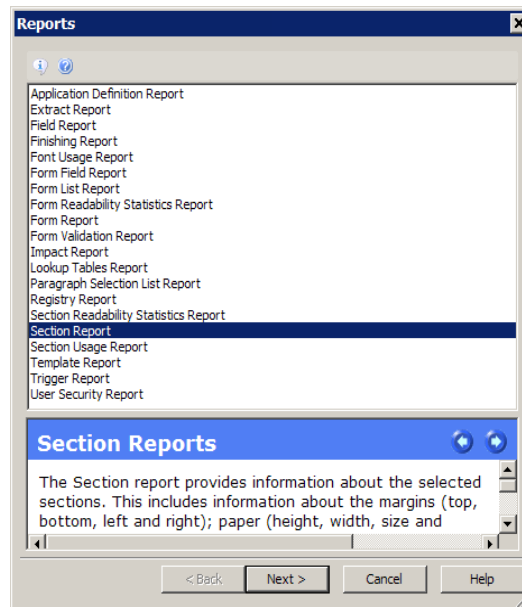 Reports
Application Definition Report
Extract Report
Field Report
Finishing Report
Font Usage Report
Form Field Report
Form List Report
Form Readability Statistics Report
Form Report
Form Validation Report
Impact Report
Lookup Tables Report
Paragraph Selection List Report
Registry Report
Section Readability Statistics Report
Section Report
Section Usage Report
Template Report
Trigger Report
User Security Report
Section Reports
The Section report provides information about the selected
sections. This includes information about the margins (top,
bottom, left and right); paper (height, width, size and
< Back Next > Cancel Help